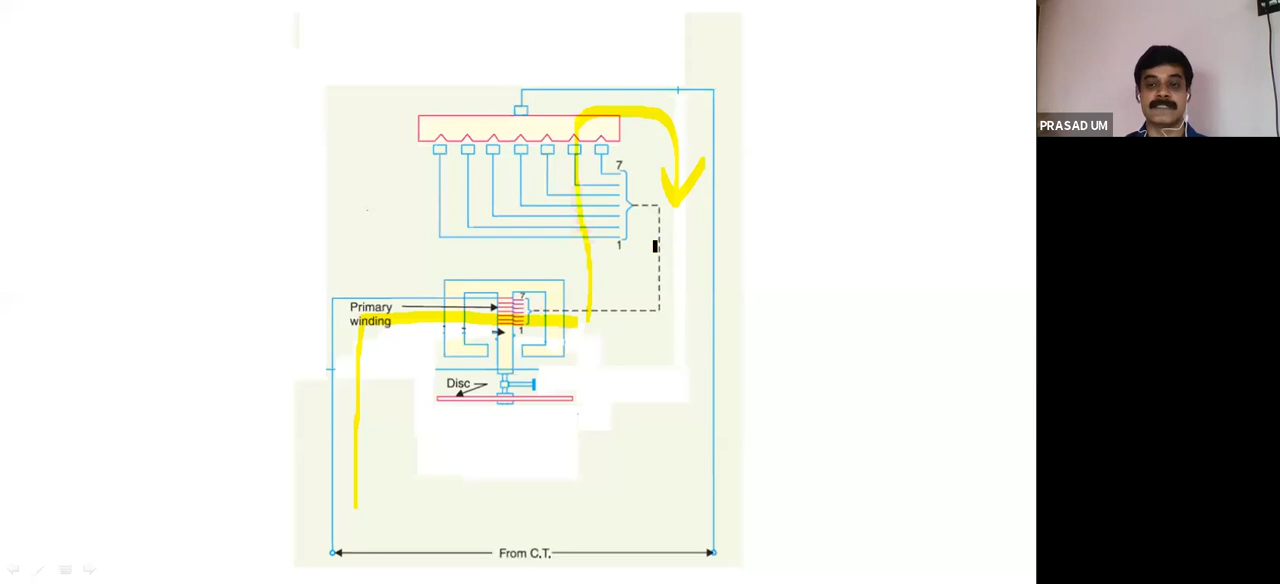 PRASAD UM
7
1
7
Primary
winding
1
Disc
From C.T.